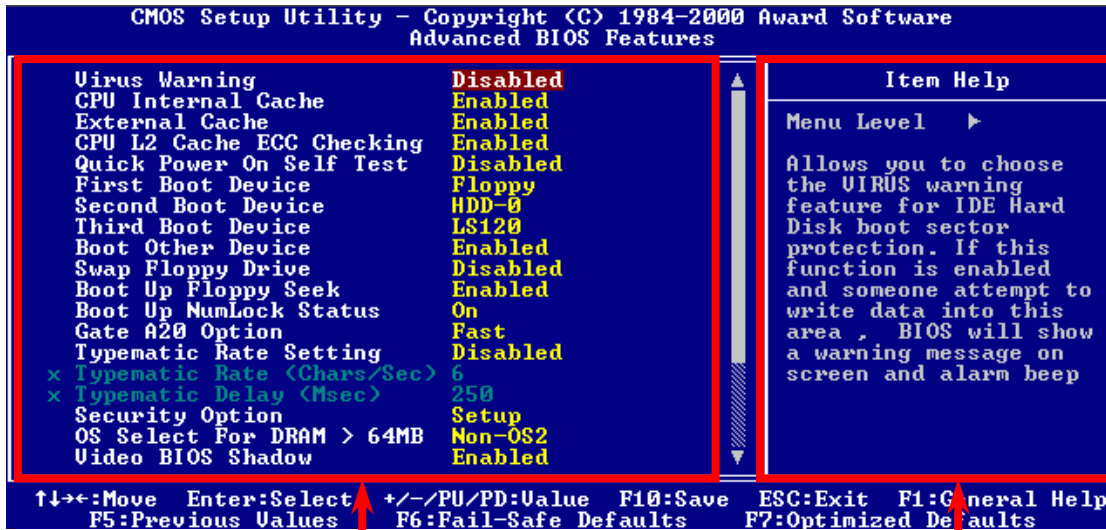 CMOS Setup Utility – Copyright (C) 1984-2000 Award Software
Advanced BIOS Features
Virus Warning Disabled
CPU Internal Cache Enabled
External Cache Enabled
CPU L2 Cache ECC Checking Enabled
Quick Power On Self Test Disabled
First Boot Device Floppy
Second Boot Device HDD-0
Third Boot Device LS120
Boot Other Device Enabled
Swap Floppy Drive Disabled
Boot Up Floppy Seek Enabled
Boot Up NumLock Status On
Gate A20 Option Fast
Typematic Rate Setting Disabled
x Typematic Rate (Chars/Sec) 6
x Typematic Delay (Msec) 250
Security Option Setup
OS Select For DRAM > 64MB Non-OS2
Video BIOS Shadow Enabled
Item Help
Menu Level ►
Allows you to choose
the VIRUS warning
feature for IDE Hard
Disk boot sector
protection. If this
function is enabled
and someone attempt to
write data into this
area , BIOS will show
a warning message on
screen and alarm beep
↑↓→←:Move Enter:Select +/-/PU/PD:Value F10:Save ESC:Exit F1:General Help
F5:Previous Values F6:Fail-Safe Defaults F7:Optimized Defaults